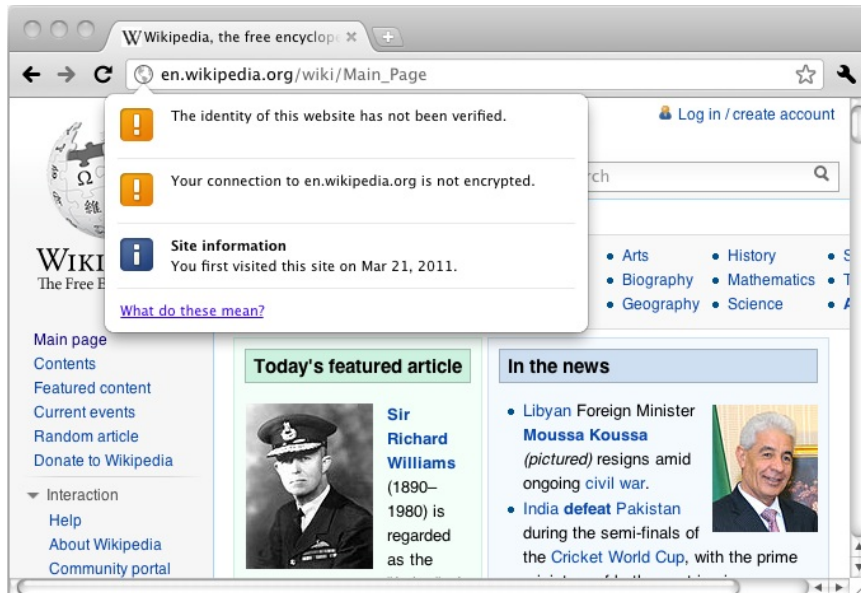 Wikipedia, the free encyclope
en.wikipedia.org/wiki/Main_Page
The identity of this website has not been verified.
Your connection to en.wikipedia.org is not encrypted.
Site information
You first visited this site on Mar 21, 2011.
What do these mean?
Log in / create account
rch
Ω
維
WIKI
The Free E
Arts
History
S
Biography
Mathematics
T
Geography
Science
A
Main page
Contents
Featured content
Current events
Random article
Donate to Wikipedia
Interaction
Help
About Wikipedia
Community portal
Today's featured article
Sir
Richard
Williams
(1890–
1980) is
regarded
as the
In the news
Libyan Foreign Minister
Moussa Koussa
(pictured) resigns amid
ongoing civil war.
India defeat Pakistan
during the semi-finals of
the Cricket World Cup, with the prime